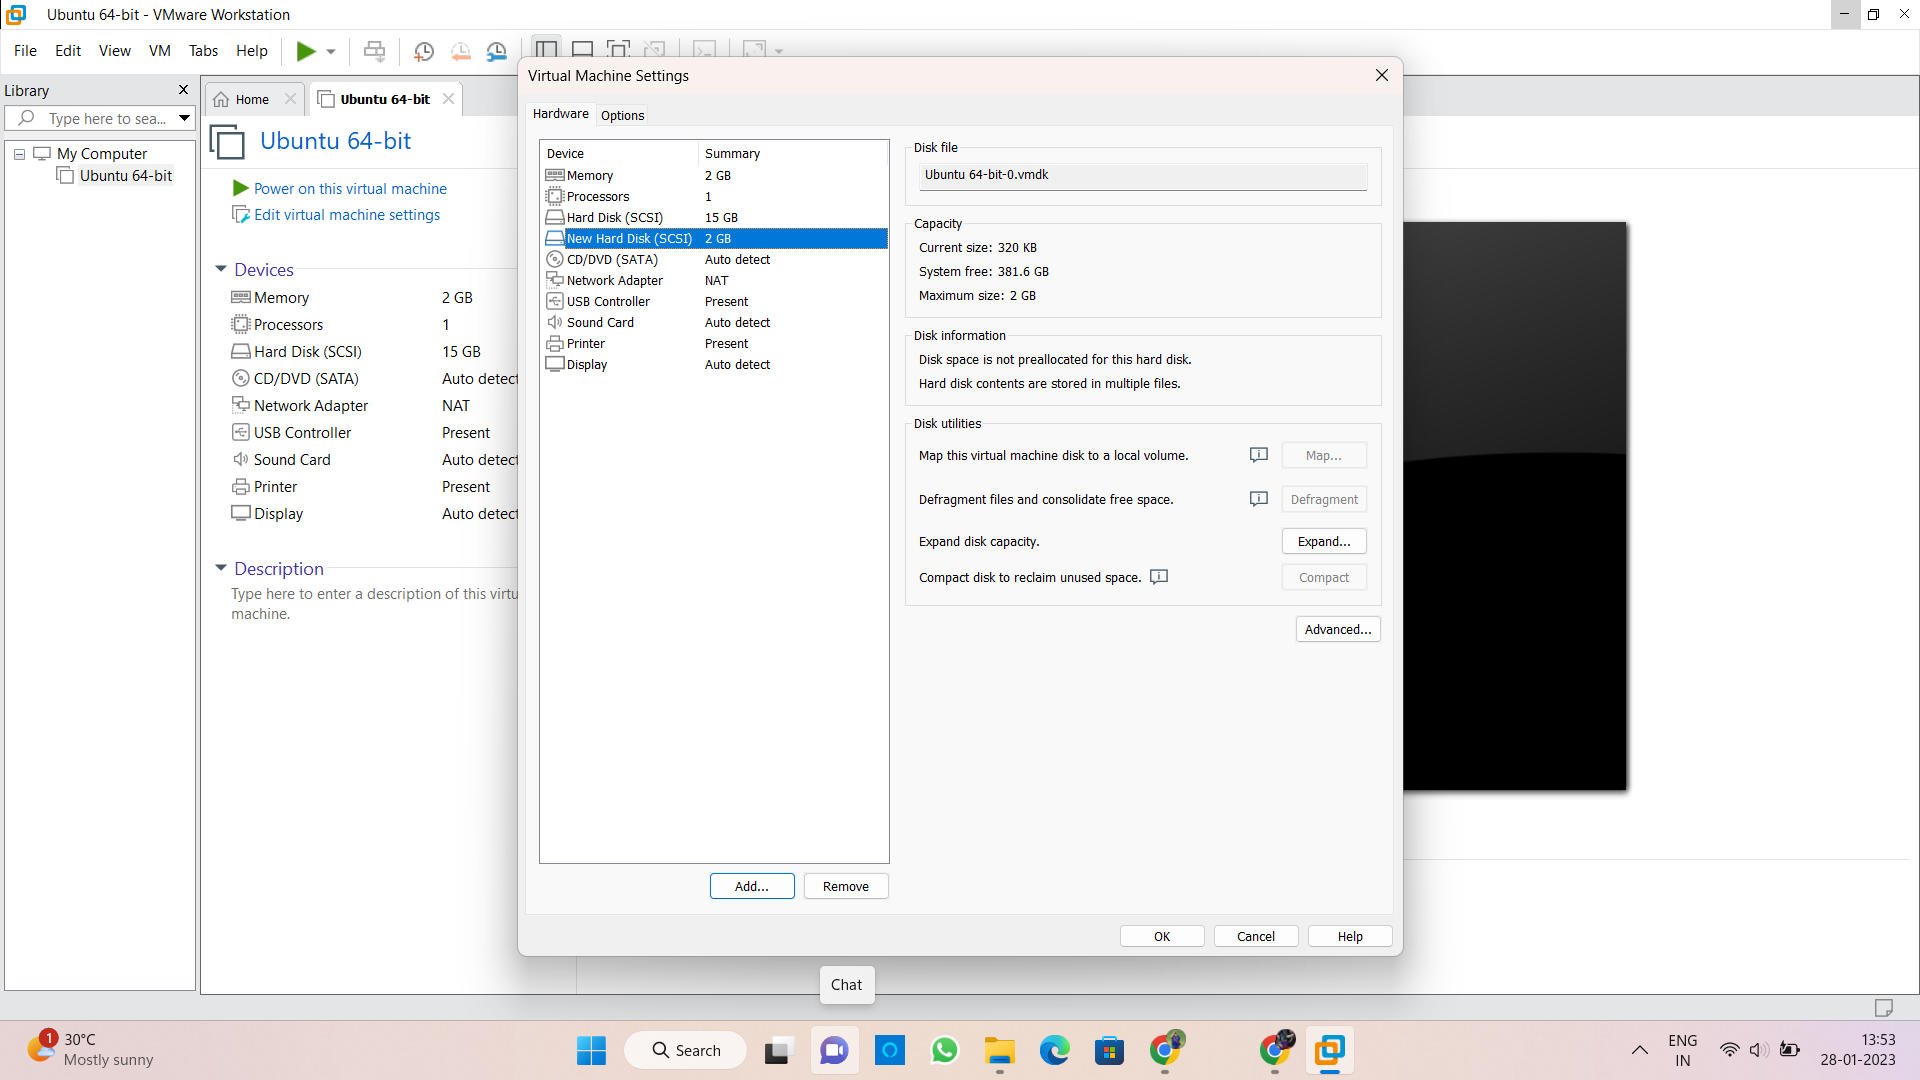 Ubuntu 64-bit - VMware Workstation
File Edit View VM Tabs Help
Library
Type here to sea...
My Computer
Ubuntu 64-bit
Home
Ubuntu 64-bit
Ubuntu 64-bit
Power on this virtual machine
Edit virtual machine settings
Devices
Memory 2 GB
Processors 1
Hard Disk (SCSI) 15 GB
CD/DVD (SATA) Auto detect
Network Adapter NAT
USB Controller Present
Sound Card Auto detect
Printer Present
Display Auto detect
Description
Type here to enter a description of this virtu
machine.
Virtual Machine Settings
Hardware Options
Device Summary
Memory 2 GB
Processors 1
Hard Disk (SCSI) 15 GB
New Hard Disk (SCSI) 2 GB
CD/DVD (SATA) Auto detect
Network Adapter NAT
USB Controller Present
Sound Card Auto detect
Printer Present
Display Auto detect
Add... Remove
Disk file
Ubuntu 64-bit-0.vmdk
Capacity
Current size: 320 KB
System free: 381.6 GB
Maximum size: 2 GB
Disk information
Disk space is not preallocated for this hard disk.
Hard disk contents are stored in multiple files.
Disk utilities
Map this virtual machine disk to a local volume. Map...
Defragment files and consolidate free space. Defragment
Expand disk capacity. Expand...
Compact disk to reclaim unused space. Compact
Advanced...
OK Cancel Help
Chat
1
30°C
Mostly sunny
Search
ENG
IN
13:53
28-01-2023